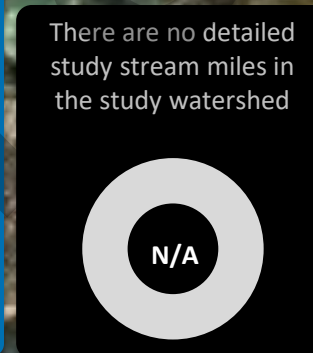 There are no detailed
study stream miles in
the study watershed
N/A